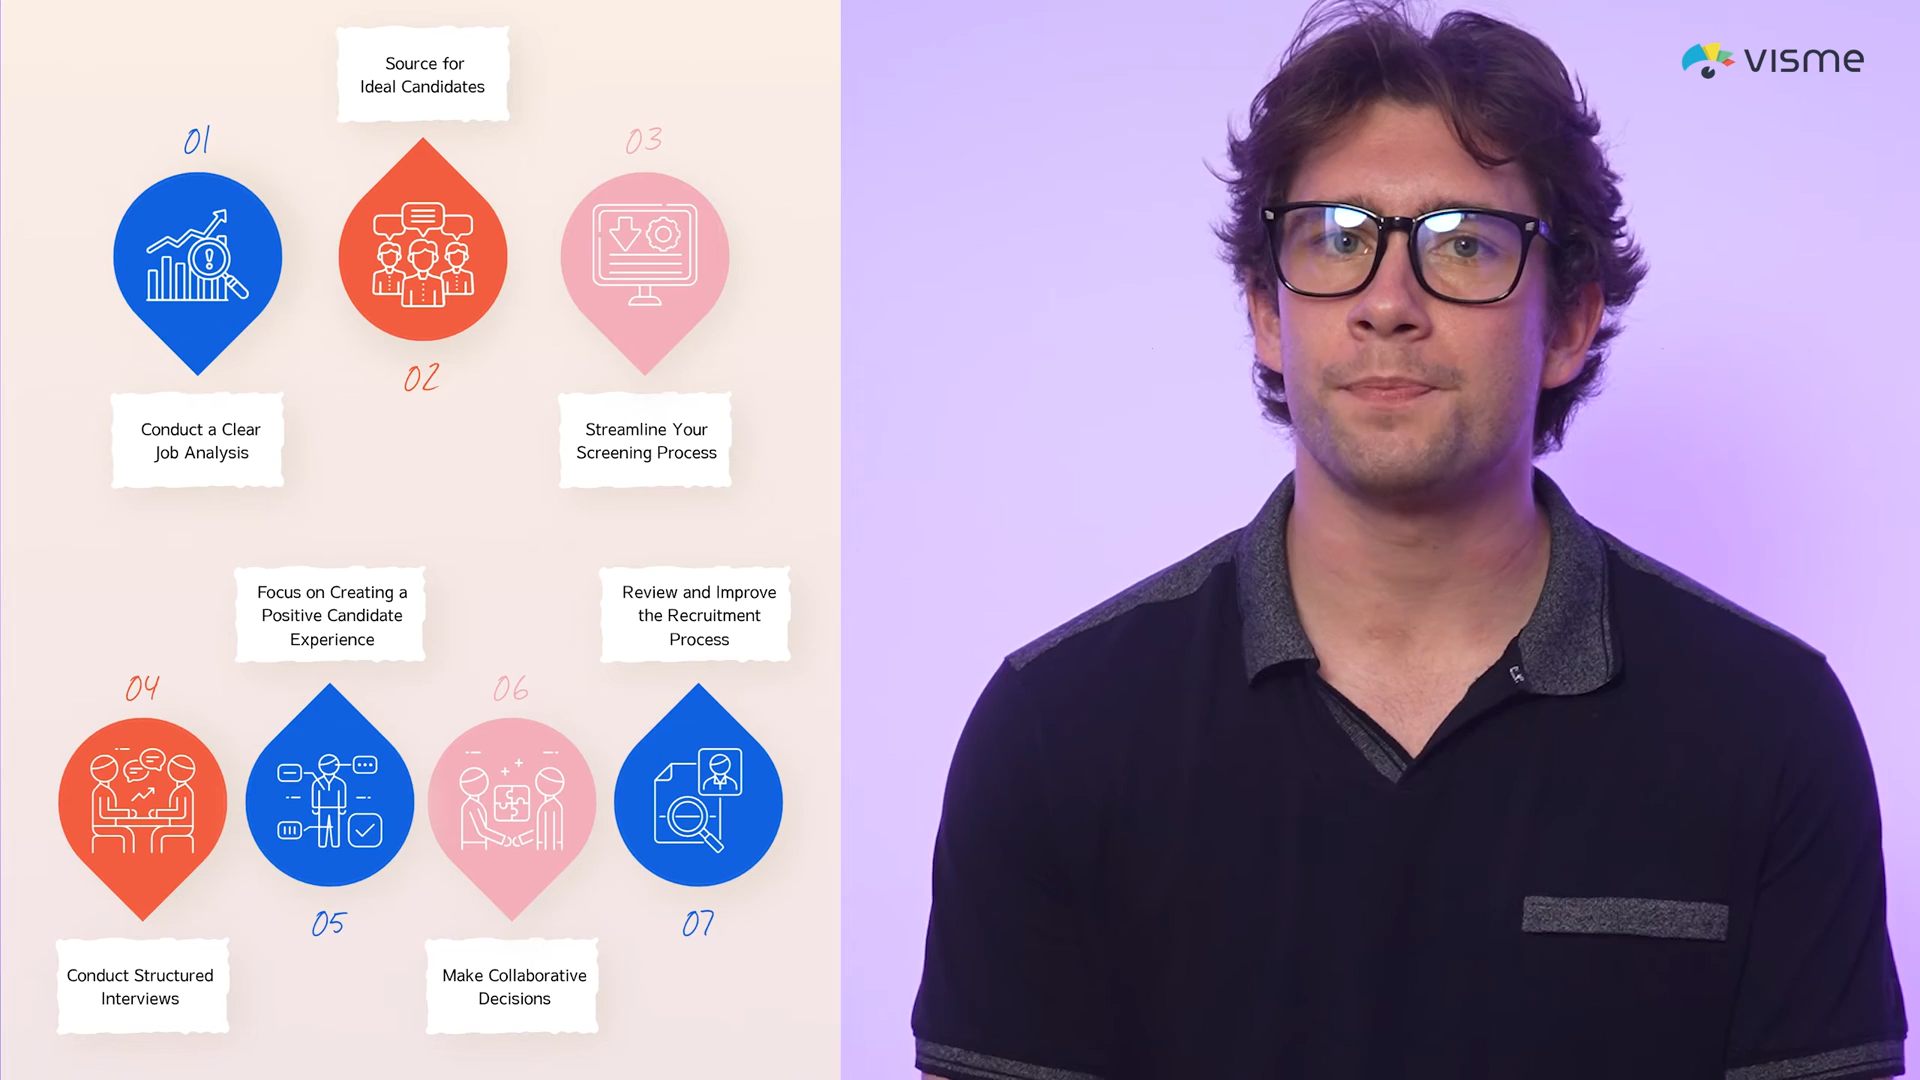 visme
01
Conduct a Clear
Job Analysis
Source for
Ideal Candidates
02
03
Streamline Your
Screening Process
04
Conduct Structured
Interviews
Focus on Creating a
Positive Candidate
Experience
05
06
Make Collaborative
Decisions
Review and Improve
the Recruitment
Process
07